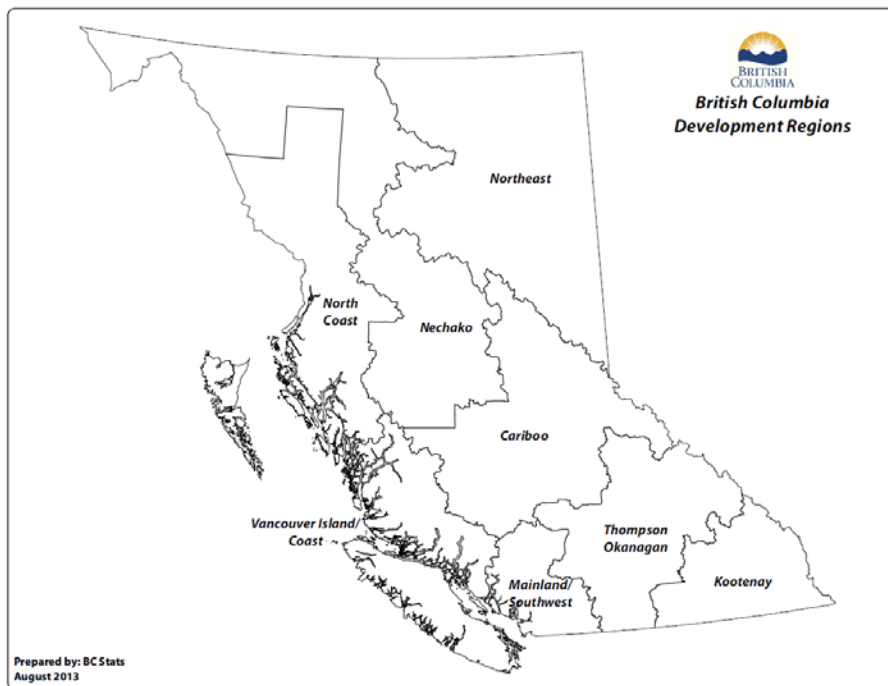 BRITISH
COLUMBIA
British Columbia
Development Regions
Northeast
North
Coast
Nechako
Cariboo
Vancouver Island/
Coast
Thompson
Okanagan
Mainland/
Southwest
Kootenay
Prepared by: BC Stats
August 2013